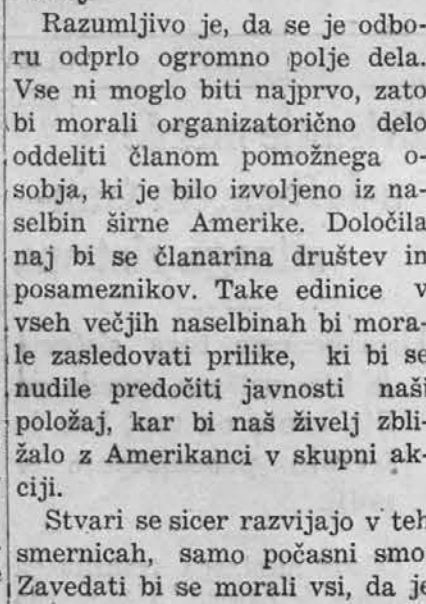 Razumljivo je, da se je odbo-
ru odprlo ogromno polje dela.
Vse ni moglo biti najprvo, zato
bi morali organizatorično delo
oddeliti članom pomožnega o-
sobja, ki je bilo izvoljeno iz na-
selbin širne Amerike. Določila
naj bi se članarina društev in
posameznikov. Take edinice v
vseh večjih naselbinah bi mora-
le zasledovati prilike, ki bi se
nudile predočiti javnosti naši
položaj, kar bi naš živelj zbli-
žalo z Amerikanci v skupni ak-
ciji.
Stvari se sicer razvijajo v teh
smernicah, samo počasni smo.
Zavedati bi se morali vsi, da je